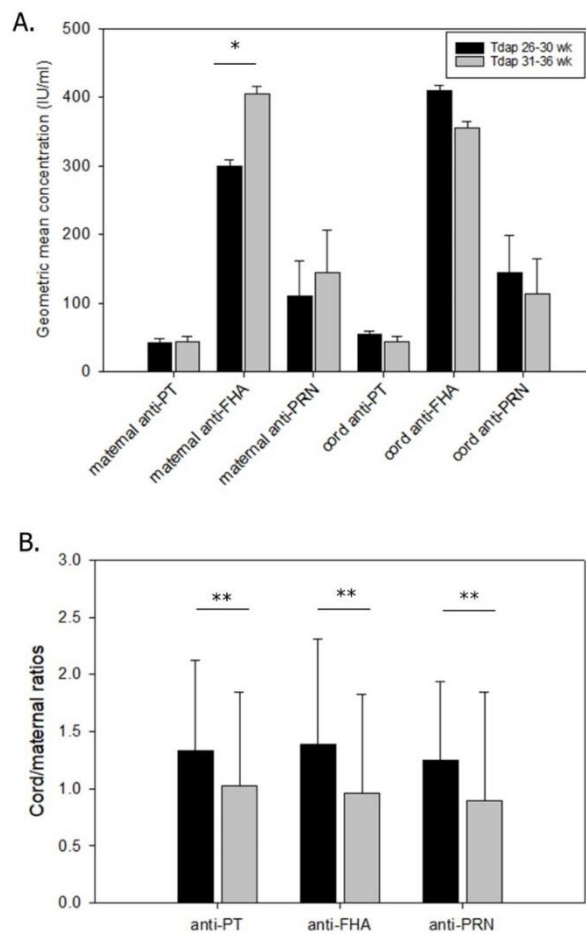 A.
500
400
300
200
100
0
Geometric mean concentration (IU/ml)
*
Tdap 26-30 wk
Tdap 31-36 wk
maternal anti-PT
maternal anti-FHA
maternal anti-PRN
cord anti-PT
cord anti-FHA
cord anti-PRN
B.
3.0
2.5
2.0
1.5
1.0
0.5
0.0
Cord/maternal ratios
**
**
**
anti-PT
anti-FHA
anti-PRN